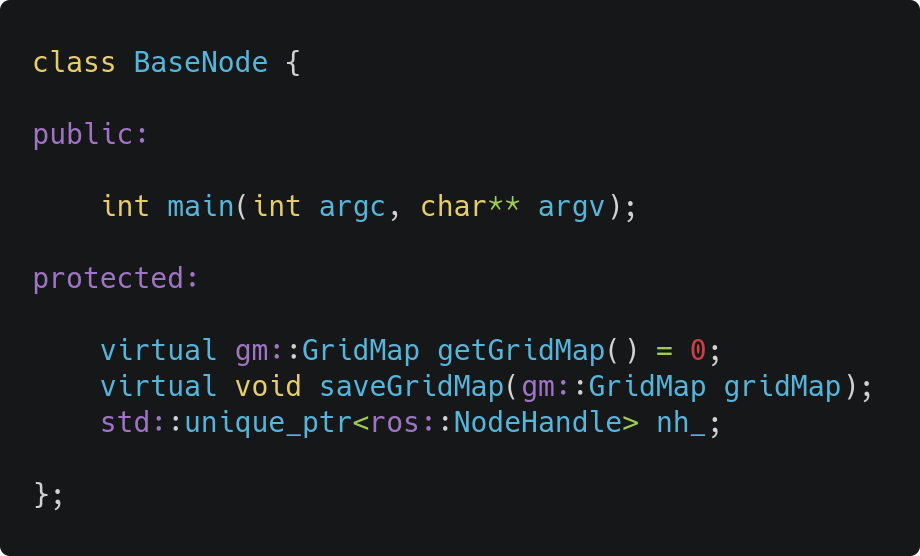 class BaseNode {
public:
    int main(int argc, char** argv);
protected:
    virtual gm::GridMap getGridMap() = 0;
    virtual void saveGridMap(gm::GridMap gridMap);
    std::unique_ptr<ros::NodeHandle> nh_;
};